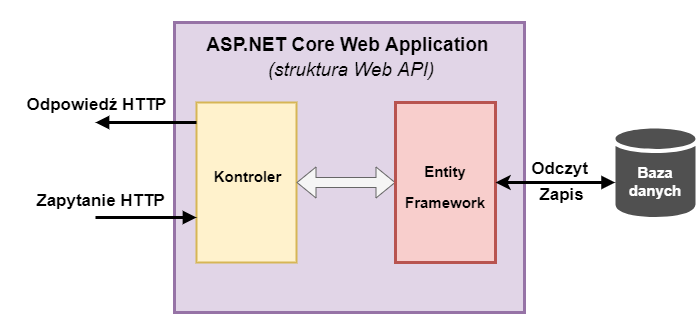 ASP.NET Core Web Application
(struktura Web API)
Odpowiedź HTTP
Zapytanie HTTP
Kontroler
Entity
Framework
Odczyt
Zapis
Baza
danych